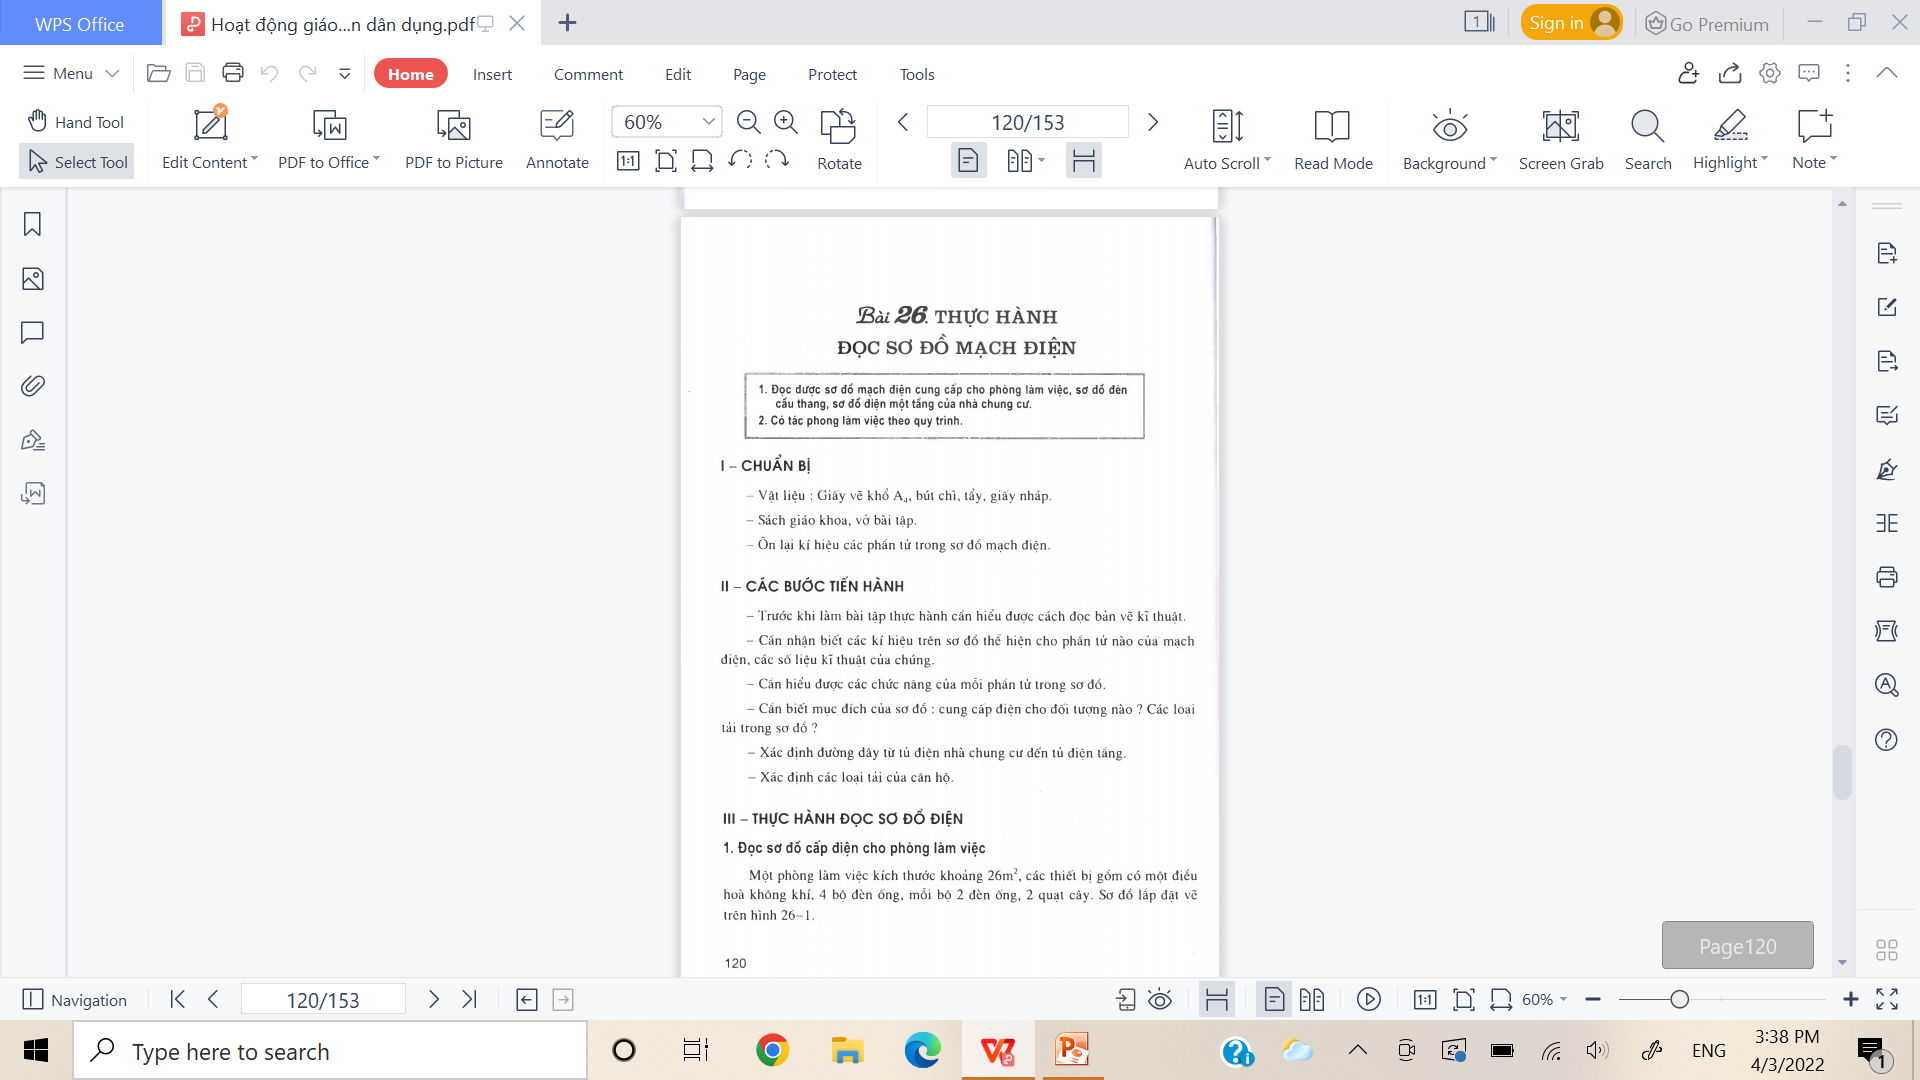 WPS Office
Hoạt động giáo...n dân dụng.pdf
1
Sign in
Go Premium
Menu
Home
Insert
Comment
Edit
Page
Protect
Tools
Hand Tool
Select Tool
Edit Content
PDF to Office
PDF to Picture
Annotate
60%
1:1
Rotate
120/153
Auto Scroll
Read Mode
Background
Screen Grab
Search
Highlight
Note
Bài 26. THỰC HÀNH
ĐỌC SƠ ĐỒ MẠCH ĐIỆN
1. Đọc được sơ đồ mạch điện cung cấp cho phòng làm việc, sơ đồ đèn
cầu thang, sơ đồ điện một tầng của nhà chung cư.
2. Có tác phong làm việc theo quy trình.
I – CHUẨN BỊ
– Vật liệu : Giấy vẽ khổ A4, bút chì, tẩy, giấy nháp.
– Sách giáo khoa, vở bài tập.
– Ôn lại kí hiệu các phần tử trong sơ đồ mạch điện.
II – CÁC BƯỚC TIẾN HÀNH
– Trước khi làm bài tập thực hành cần hiểu được cách đọc bản vẽ kĩ thuật.
– Cần nhận biết các kí hiệu trên sơ đồ thể hiện cho phần tử nào của mạch
điện, các số liệu kĩ thuật của chúng.
– Cần hiểu được các chức năng của mỗi phần tử trong sơ đồ.
– Cần biết mục đích của sơ đồ : cung cấp điện cho đối tượng nào ? Các loại
tải trong sơ đồ ?
– Xác định đường dây từ tủ điện nhà chung cư đến tủ điện tầng.
– Xác định các loại tải của căn hộ.
III – THỰC HÀNH ĐỌC SƠ ĐỒ ĐIỆN
1. Đọc sơ đồ cấp điện cho phòng làm việc
Một phòng làm việc kích thước khoảng 26m², các thiết bị gồm có một điều
hoà không khí, 4 bộ đèn ống, mỗi bộ 2 đèn ống, 2 quạt cây. Sơ đồ lắp đặt vẽ
trên hình 26–1.
120
Page120
Navigation
120/153
1:1
60%
Type here to search
ENG
3:38 PM
4/3/2022
1